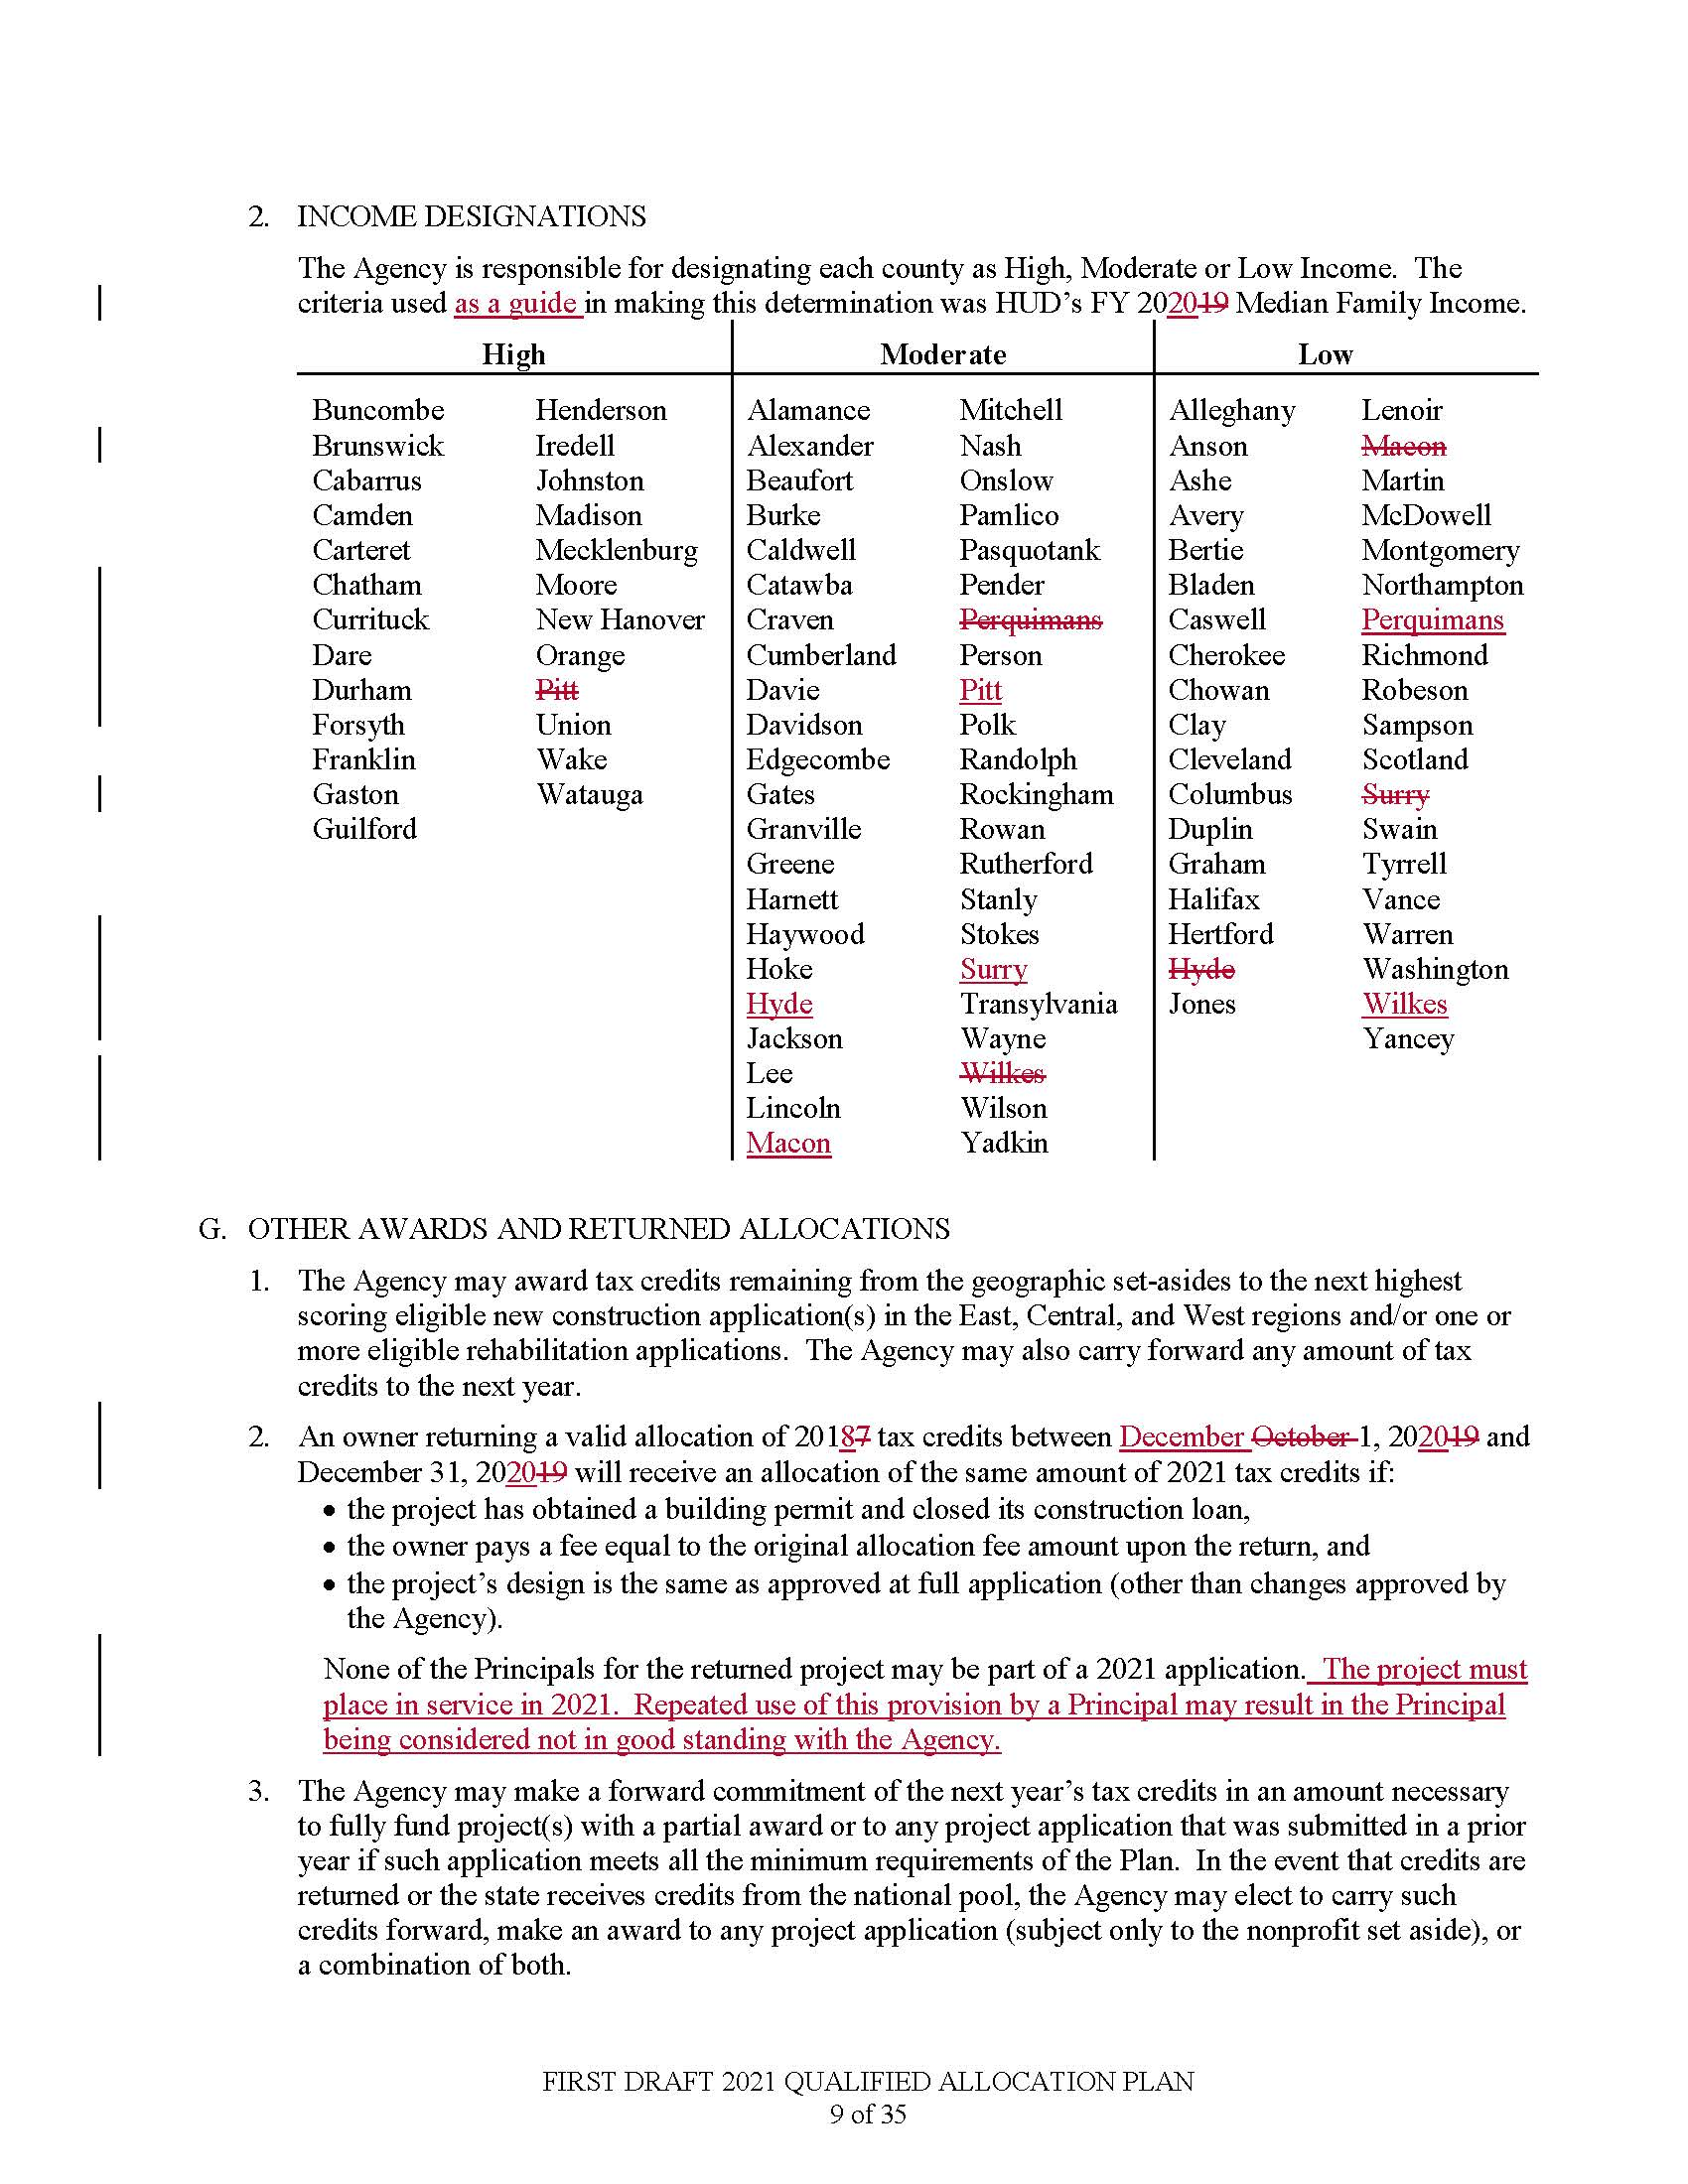 2. INCOME DESIGNATIONS
The Agency is responsible for designating each county as High, Moderate or Low Income. The
criteria used as a guide in making this determination was HUD's FY 202019 Median Family Income.
High Moderate Low
Buncombe Henderson Alamance Mitchell Alleghany Lenoir
Brunswick Iredell Alexander Nash Anson Macon
Cabarrus Johnston Beaufort Onslow Ashe Martin
Camden Madison Burke Pamlico Avery McDowell
Carteret Mecklenburg Caldwell Pasquotank Bertie Montgomery
Chatham Moore Catawba Pender Bladen Northampton
Currituck New Hanover Craven Perquimans Caswell Perquimans
Dare Orange Cumberland Person Cherokee Richmond
Durham Pitt Davie Pitt Chowan Robeson
Forsyth Union Davidson Polk Clay Sampson
Franklin Wake Edgecombe Randolph Cleveland Scotland
Gaston Watauga Gates Rockingham Columbus Surry
Guilford Granville Rowan Duplin Swain
Greene Rutherford Graham Tyrrell
Harnett Stanly Halifax Vance
Haywood Stokes Hertford Warren
Hoke Surry Hyde Washington
Hyde Transylvania Jones Wilkes
Jackson Wayne Yancey
Lee Wilkes
Lincoln Wilson
Macon Yadkin
G. OTHER AWARDS AND RETURNED ALLOCATIONS
1. The Agency may award tax credits remaining from the geographic set-asides to the next highest
scoring eligible new construction application(s) in the East, Central, and West regions and/or one or
more eligible rehabilitation applications. The Agency may also carry forward any amount of tax
credits to the next year.
2. An owner returning a valid allocation of 20187 tax credits between December October 1, 202019 and
December 31, 202019 will receive an allocation of the same amount of 2021 tax credits if:
• the project has obtained a building permit and closed its construction loan,
• the owner pays a fee equal to the original allocation fee amount upon the return, and
• the project's design is the same as approved at full application (other than changes approved by
the Agency).
None of the Principals for the returned project may be part of a 2021 application. The project must
place in service in 2021. Repeated use of this provision by a Principal may result in the Principal
being considered not in good standing with the Agency.
3. The Agency may make a forward commitment of the next year's tax credits in an amount necessary
to fully fund project(s) with a partial award or to any project application that was submitted in a prior
year if such application meets all the minimum requirements of the Plan. In the event that credits are
returned or the state receives credits from the national pool, the Agency may elect to carry such
credits forward, make an award to any project application (subject only to the nonprofit set aside), or
a combination of both.
FIRST DRAFT 2021 QUALIFIED ALLOCATION PLAN
9 of 35